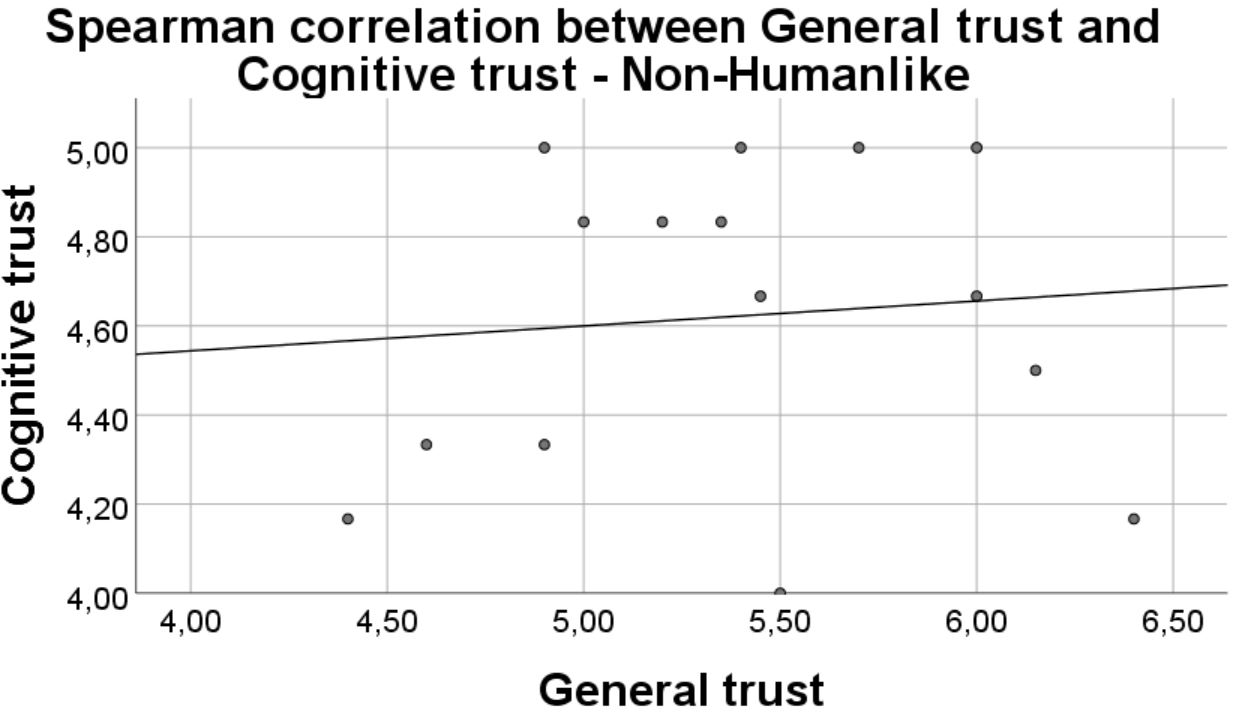 Spearman correlation between General trust and
Cognitive trust - Non-Humanlike
Cognitive trust
5,00
4,80
4,60
4,40
4,20
4,00
4,00 4,50 5,00 5,50 6,00 6,50
General trust